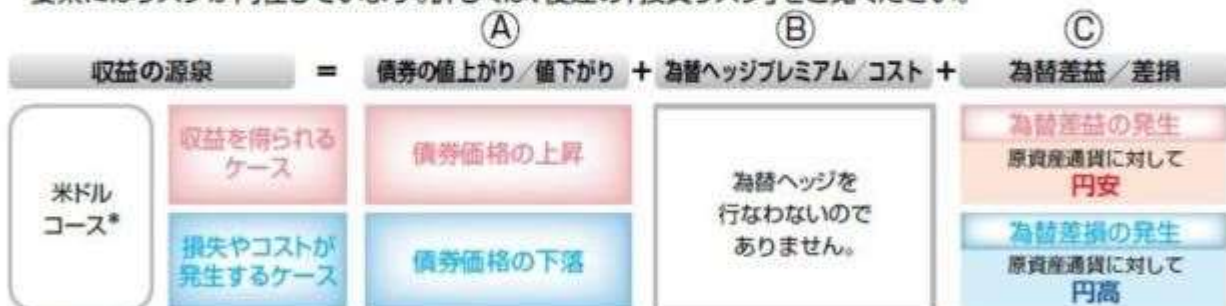 Ⓐ Ⓑ Ⓒ
収益の源泉 = 債券の値上がり/値下がり + 為替ヘッジプレミアム/コスト + 為替差益/差損
米ドル
コース*
収益を得られる
ケース
債券価格の上昇
損失やコストが
発生するケース
債券価格の下落
為替ヘッジを
行なわないので
ありません。
為替差益の発生
原資産通貨に対して
円安
為替差損の発生
原資産通貨に対して
円高